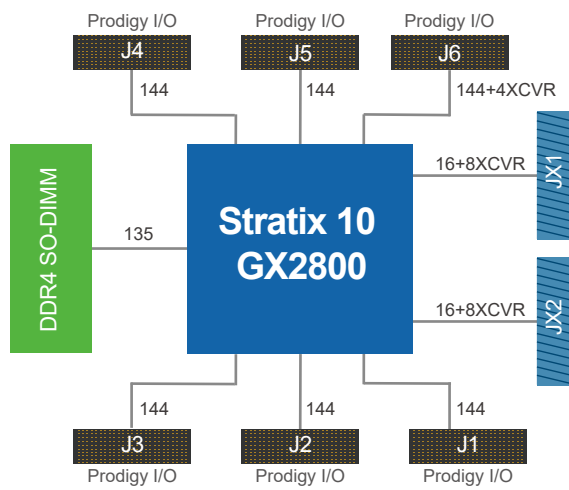 Prodigy I/O Prodigy I/O Prodigy I/O
J4 J5 J6
144 144 144+4XCVR
16+8XCVR
JX1
DDR4 SO-DIMM
135
Stratix 10
GX2800
16+8XCVR
JX2
144 144 144
J3 J2 J1
Prodigy I/O Prodigy I/O Prodigy I/O